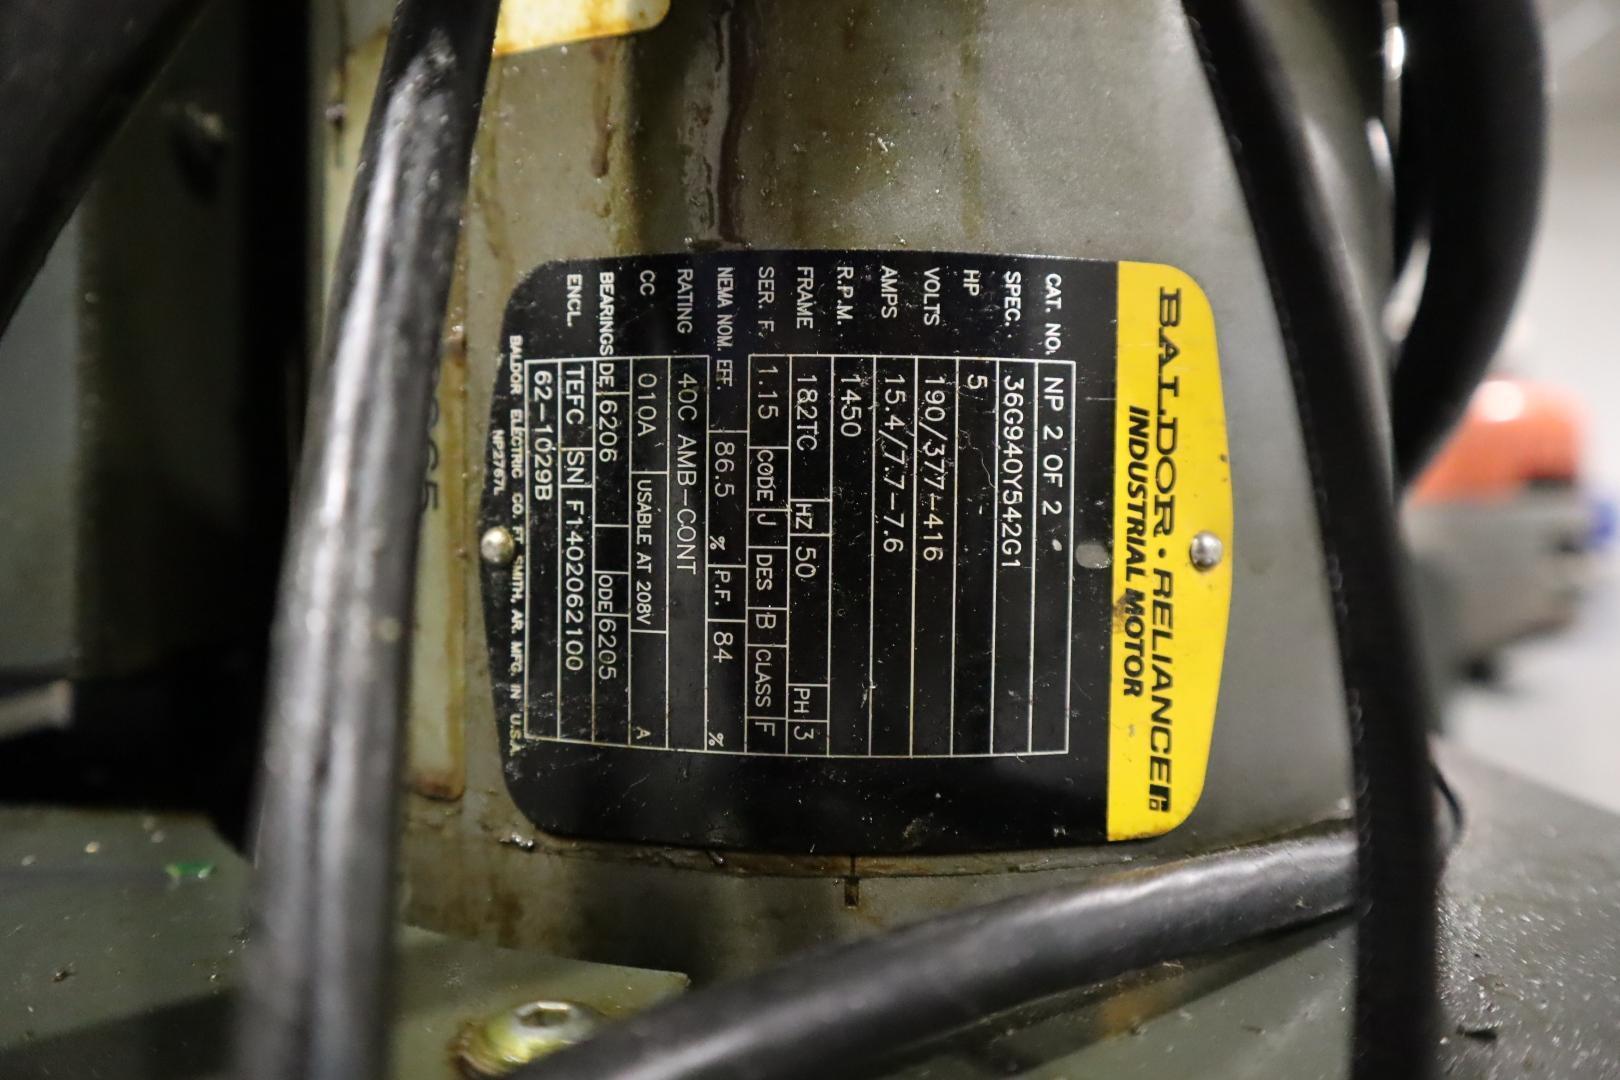 BALDOR · RELIANCER
INDUSTRIAL MOTOR
CAT. NO. NP 2 OF 2
SPEC. 36G940Y542G1
HP 5
VOLTS 190/377-416
AMPS 15.4/7.7-7.6
R.P.M. 1450
FRAME 182TC HZ 50 PH 3
SER. F. 1.15 CODE J DES B CLASS F
NEMA NOM. EFF. 86.5 % P.F. 84 %
RATING 40C AMB-CONT
CC 010A USABLE AT 208V A
BEARINGS DE 6206 ODE 6205
ENCL. TEFC SN F1402062100
62-1029B
BALDOR ELECTRIC CO. FT. SMITH, AR. MFG. IN U.S.A.
NP2767L